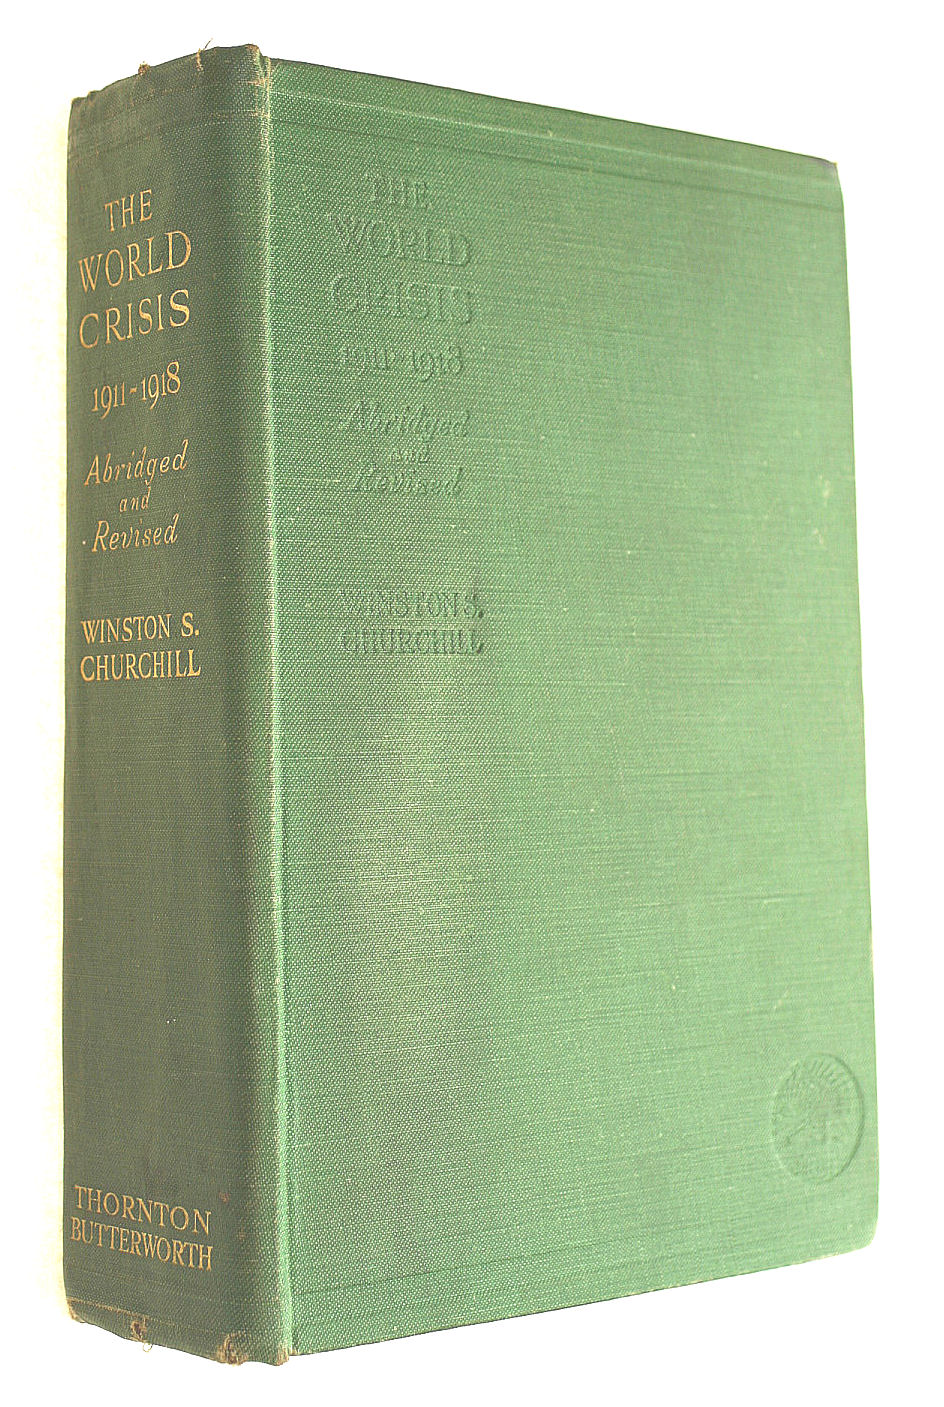 THE
WORLD
CRISIS
1911-1918
Abridged
and
Revised
WINSTON S.
CHURCHILL
THORNTON
BUTTERWORTH
THE
WORLD
CRISIS
1911-1918
Abridged
and
Revised
WINSTON S.
CHURCHILL